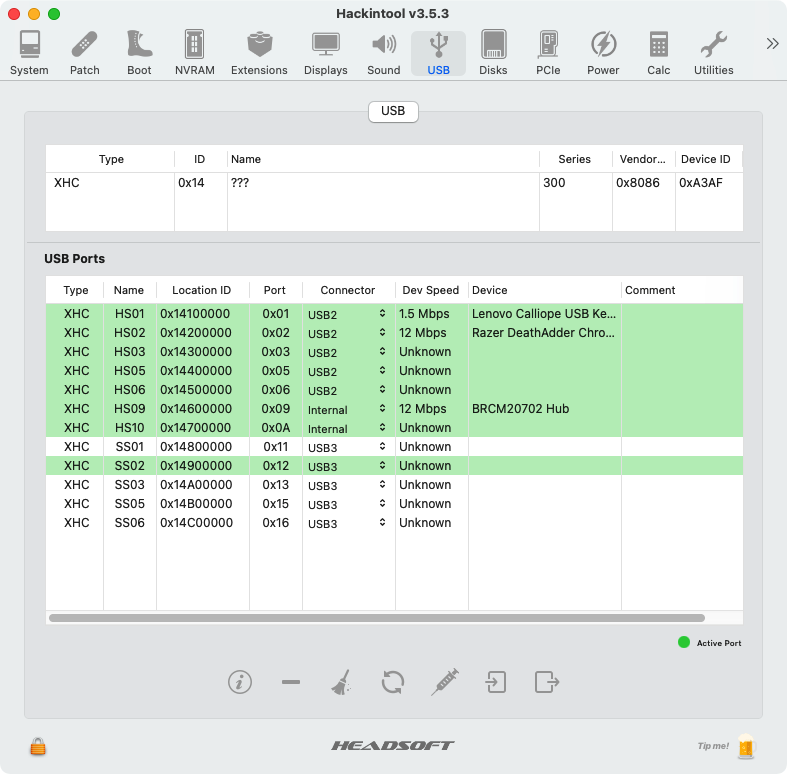 Hackintool v3.5.3
System Patch Boot NVRAM Extensions Displays Sound USB Disks PCIe Power Calc Utilities
USB
Type ID Name Series Vendor... Device ID
XHC 0x14 ??? 300 0x8086 0xA3AF
USB Ports
Type Name Location ID Port Connector Dev Speed Device Comment
XHC HS01 0x14100000 0x01 USB2 1.5 Mbps Lenovo Calliope USB Ke...
XHC HS02 0x14200000 0x02 USB2 12 Mbps Razer DeathAdder Chro...
XHC HS03 0x14300000 0x03 USB2 Unknown
XHC HS05 0x14400000 0x05 USB2 Unknown
XHC HS06 0x14500000 0x06 USB2 Unknown
XHC HS09 0x14600000 0x09 Internal 12 Mbps BRCM20702 Hub
XHC HS10 0x14700000 0x0A Internal Unknown
XHC SS01 0x14800000 0x11 USB3 Unknown
XHC SS02 0x14900000 0x12 USB3 Unknown
XHC SS03 0x14A00000 0x13 USB3 Unknown
XHC SS05 0x14B00000 0x15 USB3 Unknown
XHC SS06 0x14C00000 0x16 USB3 Unknown
Active Port
HEADSOFT
Tip me!